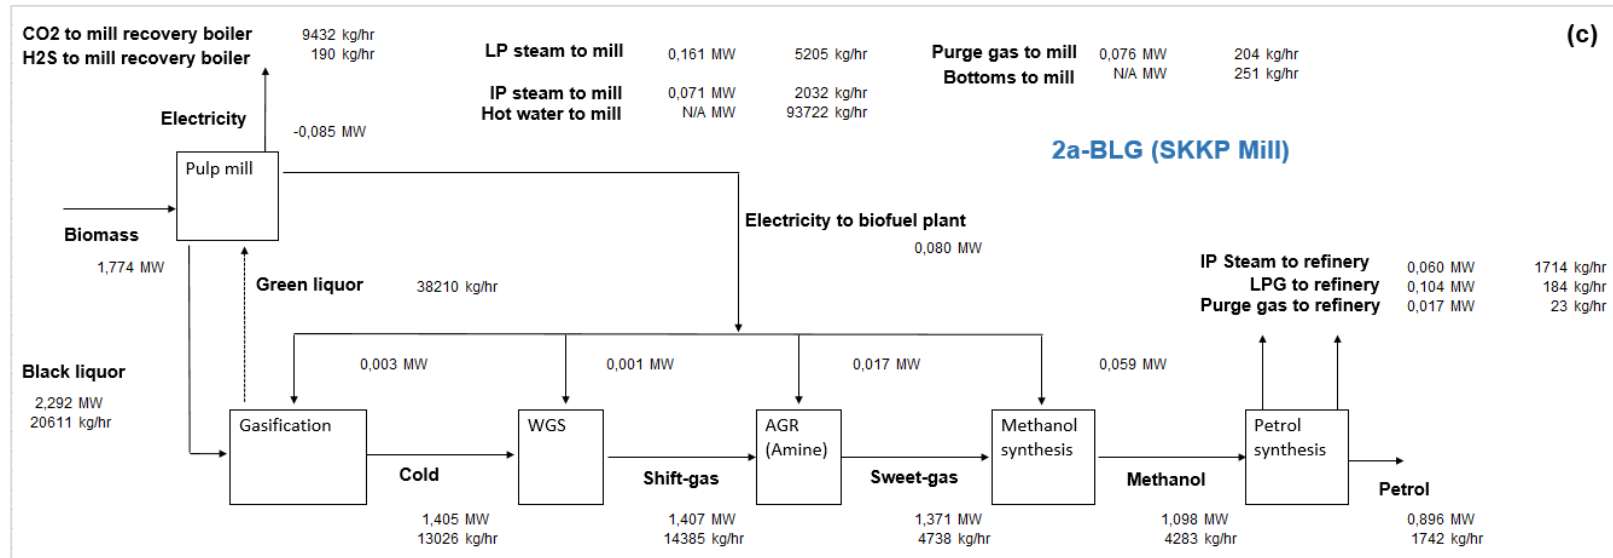 CO2 to mill recovery boiler 9432 kg/hr
H2S to mill recovery boiler 190 kg/hr
LP steam to mill 0,161 MW 5205 kg/hr
IP steam to mill 0,071 MW 2032 kg/hr
Hot water to mill N/A MW 93722 kg/hr
Purge gas to mill 0,076 MW 204 kg/hr
Bottoms to mill N/A MW 251 kg/hr
(c)
Electricity
-0,085 MW
2a-BLG (SKKP Mill)
Pulp mill
Biomass
1,774 MW
Electricity to biofuel plant
0,080 MW
Green liquor 38210 kg/hr
IP Steam to refinery 0,060 MW 1714 kg/hr
LPG to refinery 0,104 MW 184 kg/hr
Purge gas to refinery 0,017 MW 23 kg/hr
0,003 MW
0,001 MW
0,017 MW
0,059 MW
Black liquor
2,292 MW
20611 kg/hr
Gasification
WGS
AGR
(Amine)
Methanol
synthesis
Petrol
synthesis
Cold
1,405 MW
13026 kg/hr
Shift-gas
1,407 MW
14385 kg/hr
Sweet-gas
1,371 MW
4738 kg/hr
Methanol
1,098 MW
4283 kg/hr
Petrol
0,896 MW
1742 kg/hr